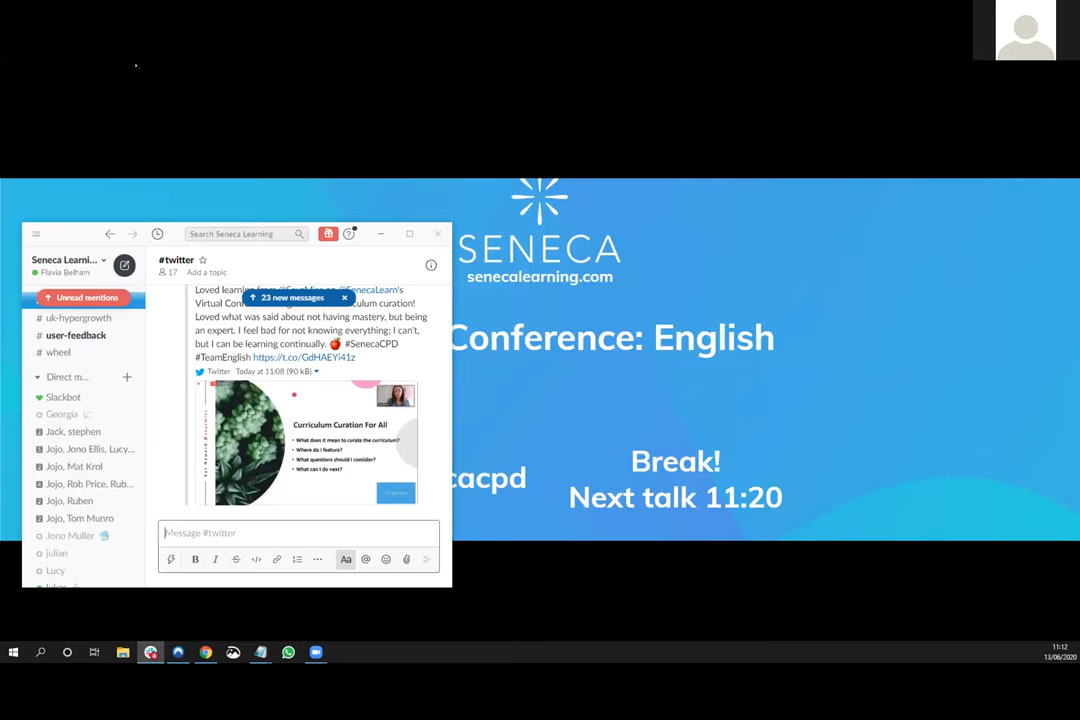 SENECA
senecalearning.com
Conference: English
cacpd
Break!
Next talk 11:20
Search Seneca Learning
Seneca Learni...
Flavia Belham
Unread mentions
# uk-hypergrowth
# user-feedback
# wheel
Direct m...
Slackbot
Georgia
Jack, stephen
Jojo, Jono Ellis, Lucy...
Jojo, Mat Krol
Jojo, Rob Price, Rub...
Jojo, Ruben
Jojo, Tom Munro
Jono Muller
julian
Lucy
#twitter
17 Add a topic
23 new messages
Loved learning
Loved what was said about not having mastery, but being
an expert. I feel bad for not knowing everything; I can't,
but I can be learning continually. 🍎 #SenecaCPD
#TeamEnglish https://t.co/GdHAEYi41z
Twitter Today at 11:08 (90 kB)
Curriculum Curation For All
• What does it mean to curate the curriculum?
• Where do I feature?
• What questions should I consider?
• What can I do next?
Message #twitter
11:12
13/06/2020